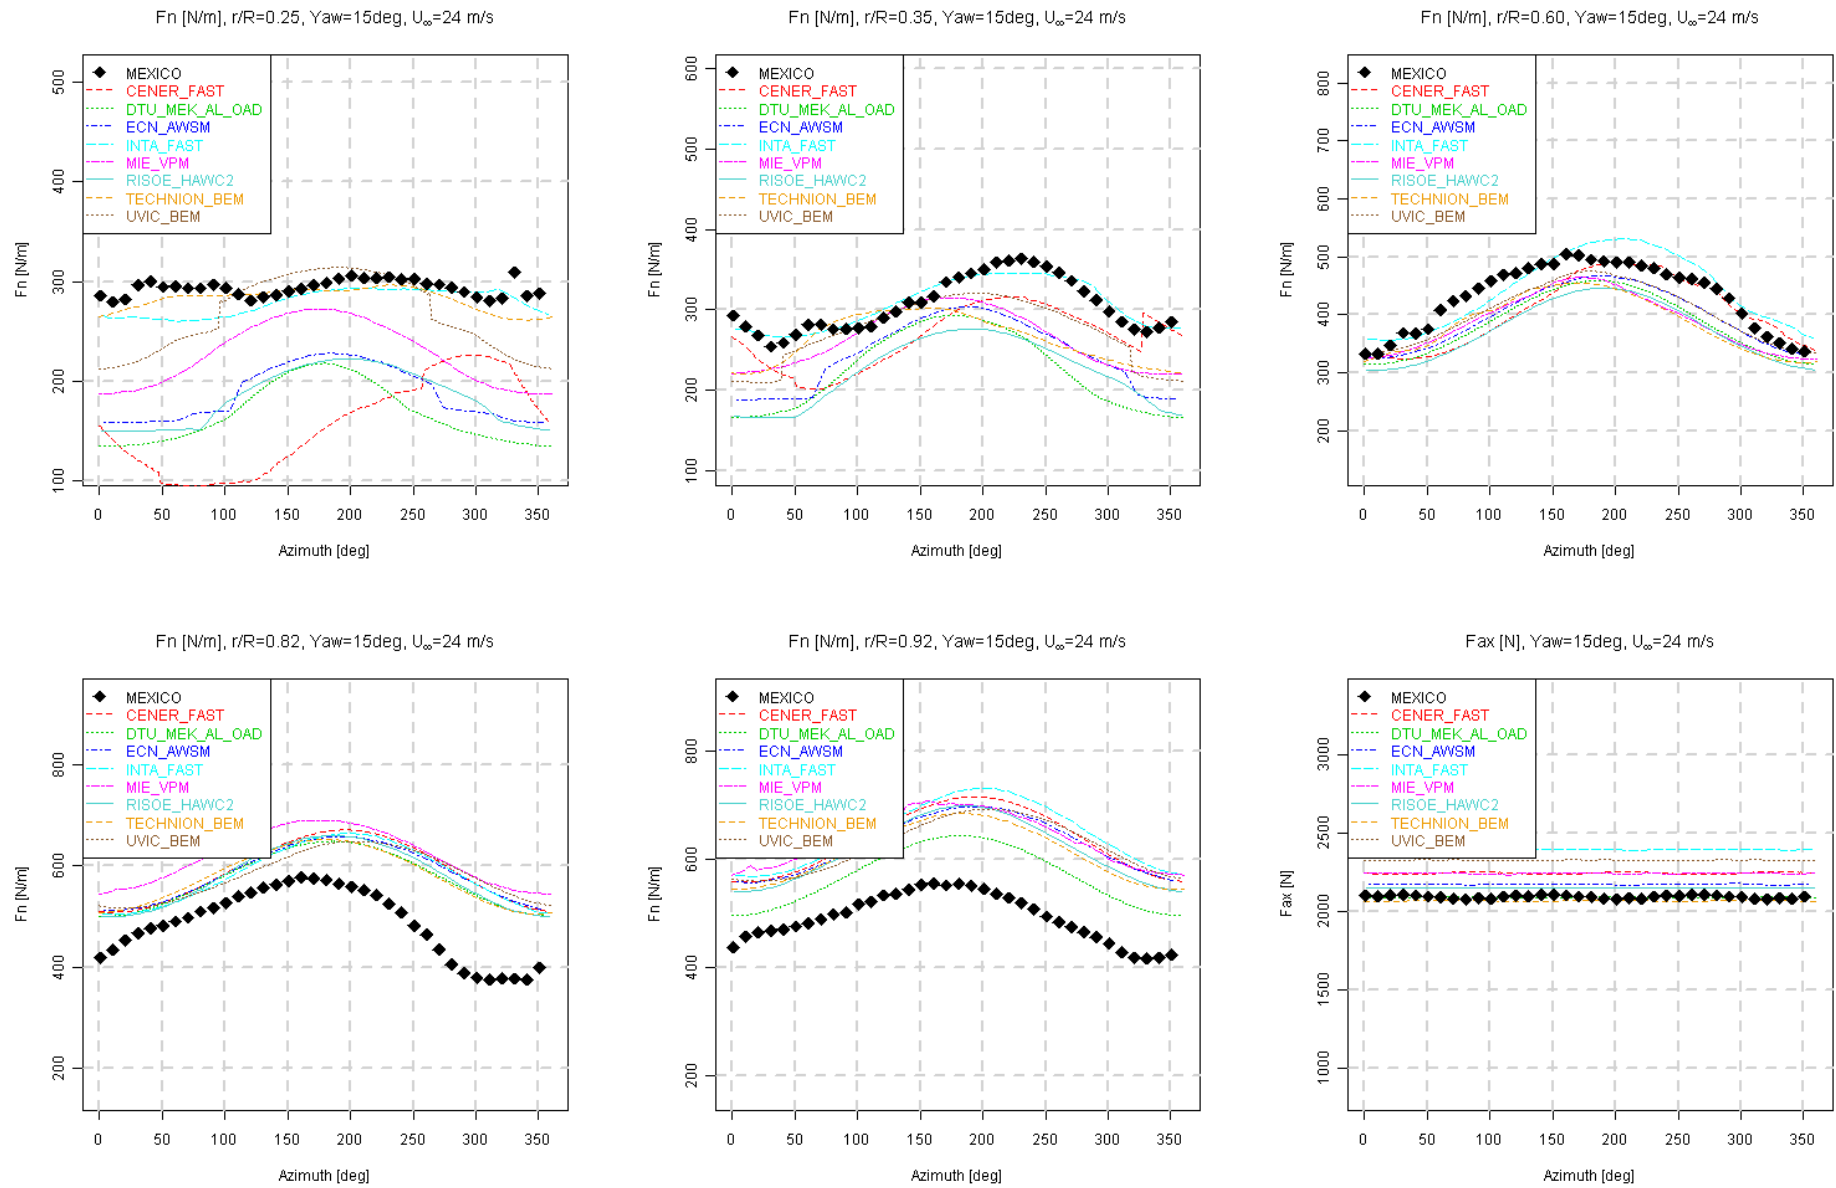 Fn [N/m], r/R=0.25, Yaw=15deg, U∞=24 m/s
500
400
300
200
100
Fn [N/m]
MEXICO
CENER_FAST
DTU_MEK_AL_OAD
ECN_AWSM
INTA_FAST
MIE_VPM
RISOE_HAWC2
TECHNION_BEM
UVIC_BEM
0 50 100 150 200 250 300 350
Azimuth [deg]
Fn [N/m], r/R=0.35, Yaw=15deg, U∞=24 m/s
600
500
400
300
200
100
Fn [N/m]
MEXICO
CENER_FAST
DTU_MEK_AL_OAD
ECN_AWSM
INTA_FAST
MIE_VPM
RISOE_HAWC2
TECHNION_BEM
UVIC_BEM
0 50 100 150 200 250 300 350
Azimuth [deg]
Fn [N/m], r/R=0.60, Yaw=15deg, U∞=24 m/s
800
700
600
500
400
300
200
Fn [N/m]
MEXICO
CENER_FAST
DTU_MEK_AL_OAD
ECN_AWSM
INTA_FAST
MIE_VPM
RISOE_HAWC2
TECHNION_BEM
UVIC_BEM
0 50 100 150 200 250 300 350
Azimuth [deg]
Fn [N/m], r/R=0.82, Yaw=15deg, U∞=24 m/s
800
600
400
200
Fn [N/m]
MEXICO
CENER_FAST
DTU_MEK_AL_OAD
ECN_AWSM
INTA_FAST
MIE_VPM
RISOE_HAWC2
TECHNION_BEM
UVIC_BEM
0 50 100 150 200 250 300 350
Azimuth [deg]
Fn [N/m], r/R=0.92, Yaw=15deg, U∞=24 m/s
800
600
400
200
Fn [N/m]
MEXICO
CENER_FAST
DTU_MEK_AL_OAD
ECN_AWSM
INTA_FAST
MIE_VPM
RISOE_HAWC2
TECHNION_BEM
UVIC_BEM
0 50 100 150 200 250 300 350
Azimuth [deg]
Fax [N], Yaw=15deg, U∞=24 m/s
3000
2500
2000
1500
1000
Fax [N]
MEXICO
CENER_FAST
DTU_MEK_AL_OAD
ECN_AWSM
INTA_FAST
MIE_VPM
RISOE_HAWC2
TECHNION_BEM
UVIC_BEM
0 50 100 150 200 250 300 350
Azimuth [deg]